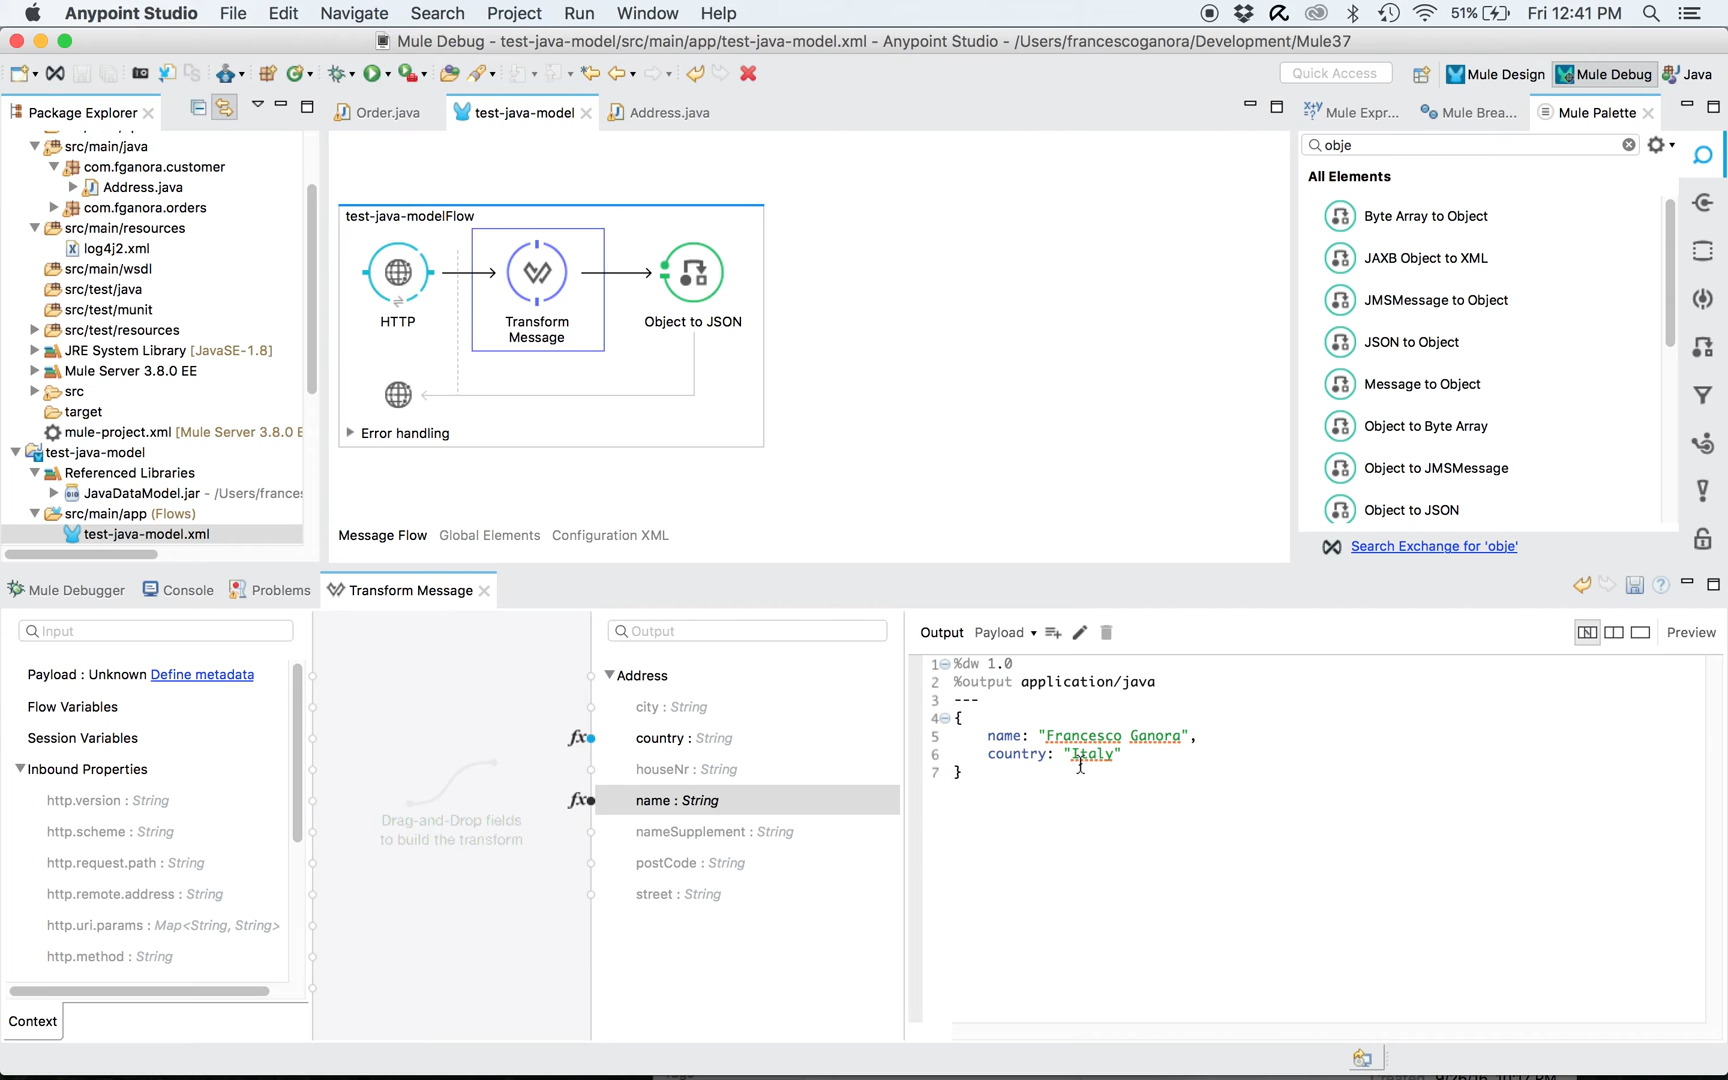 Anypoint Studio File Edit Navigate Search Project Run Window Help 51% Fri 12:41 PM
Mule Debug - test-java-model/src/main/app/test-java-model.xml - Anypoint Studio - /Users/francescoganora/Development/Mule37
Quick Access Mule Design Mule Debug Java
Package Explorer
src/main/java
com.fganora.customer
Address.java
com.fganora.orders
src/main/resources
log4j2.xml
src/main/wsdl
src/test/java
src/test/munit
src/test/resources
JRE System Library [JavaSE-1.8]
Mule Server 3.8.0 EE
src
target
mule-project.xml [Mule Server 3.8.0 E
test-java-model
Referenced Libraries
JavaDataModel.jar - /Users/frances
src/main/app (Flows)
test-java-model.xml
Order.java test-java-model Address.java
test-java-modelFlow
HTTP
Transform
Message
Object to JSON
Error handling
Message Flow Global Elements Configuration XML
Mule Expr... Mule Brea... Mule Palette
obje
All Elements
Byte Array to Object
JAXB Object to XML
JMSMessage to Object
JSON to Object
Message to Object
Object to Byte Array
Object to JMSMessage
Object to JSON
Search Exchange for 'obje'
Mule Debugger Console Problems Transform Message
Input
Payload : Unknown Define metadata
Flow Variables
Session Variables
Inbound Properties
http.version : String
http.scheme : String
http.request.path : String
http.remote.address : String
http.uri.params : Map<String, String>
http.method : String
Context
Drag-and-Drop fields
to build the transform
Output
Address
city : String
fx country : String
houseNr : String
fx name : String
nameSupplement : String
postCode : String
street : String
Output Payload Preview
1 %dw 1.0
2 %output application/java
3 ---
4 {
5 name: "Francesco Ganora",
6 country: "Italy"
7 }